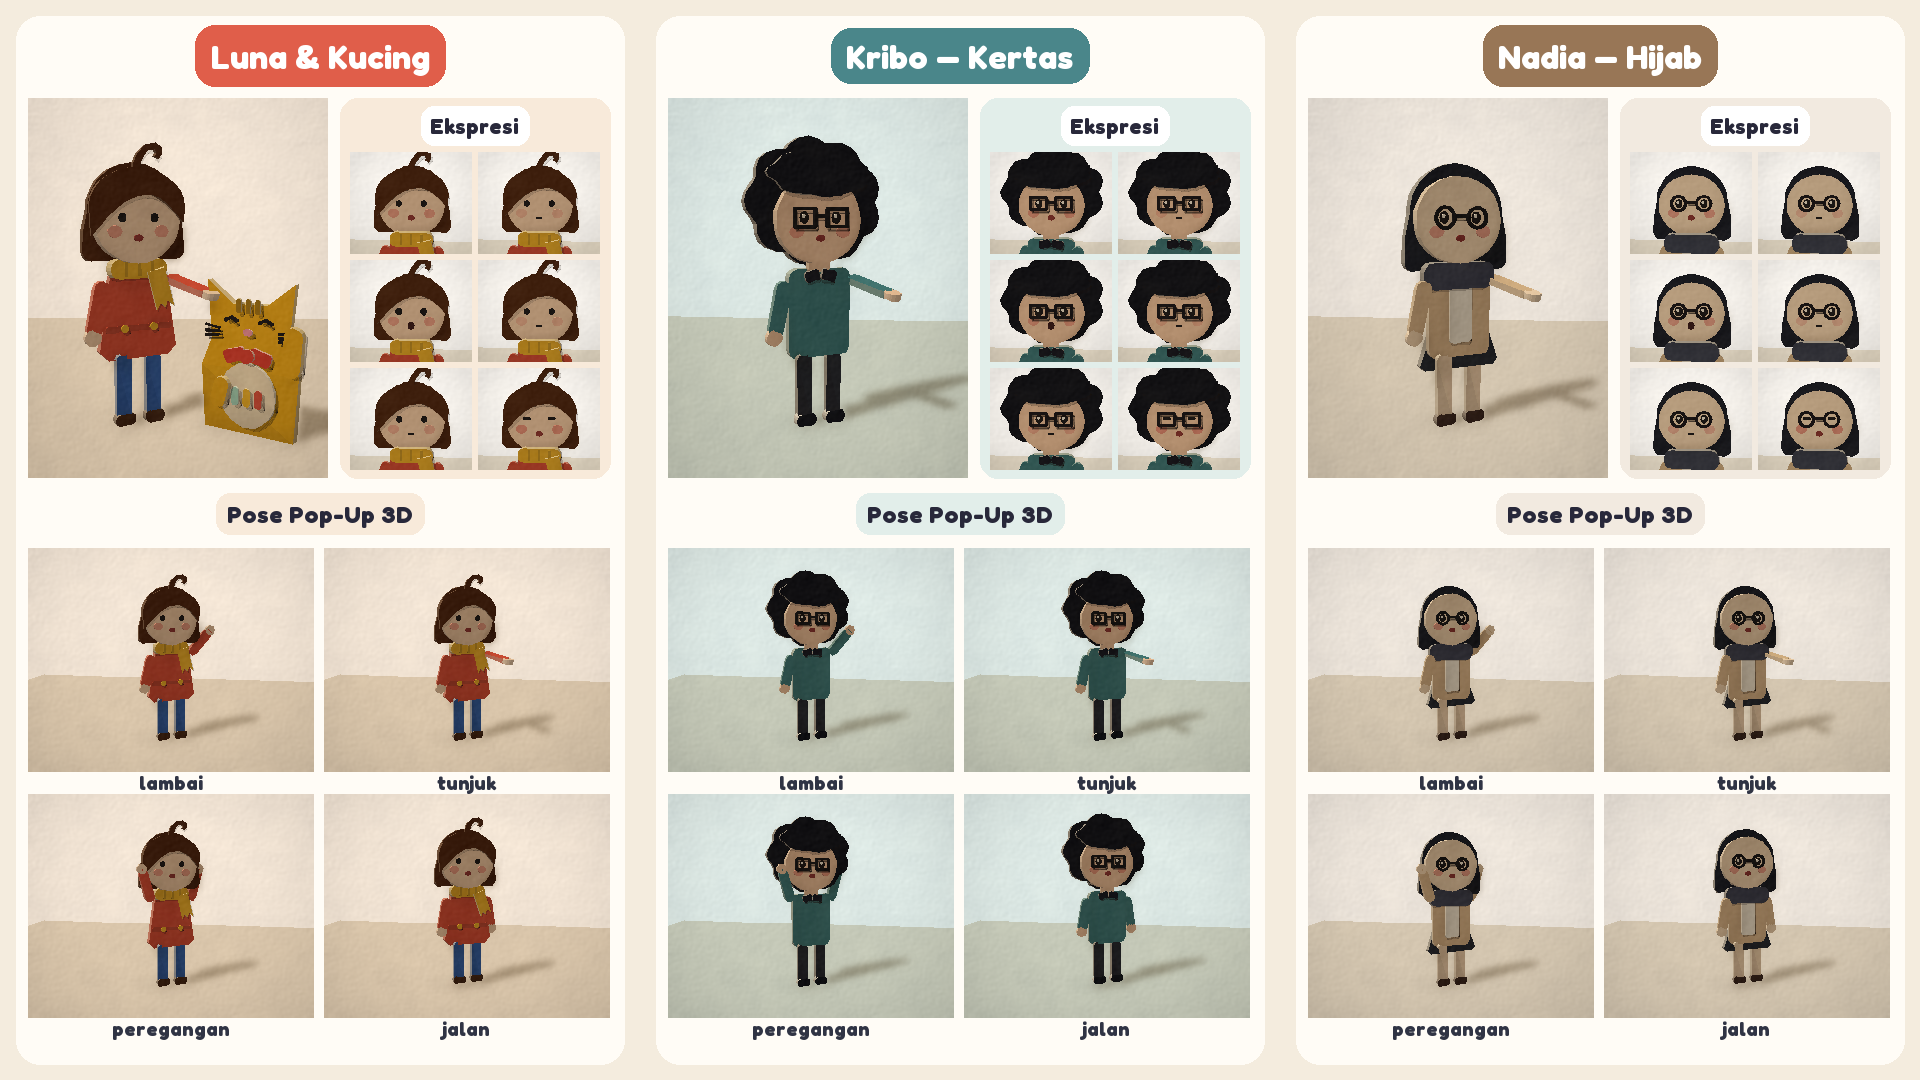 Luna & Kucing
Ekspresi
Pose Pop-Up 3D
lambai
tunjuk
peregangan
jalan
Kribo – Kertas
Ekspresi
Pose Pop-Up 3D
lambai
tunjuk
peregangan
jalan
Nadia – Hijab
Ekspresi
Pose Pop-Up 3D
lambai
tunjuk
peregangan
jalan